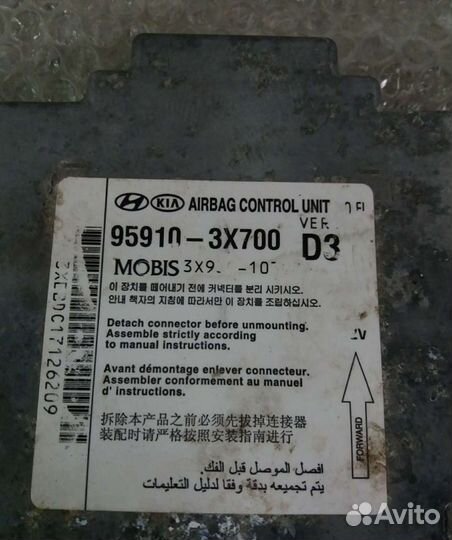 HYUNDAI KIA AIRBAG CONTROL UNIT
VER
95910-3X700 D3
MOBIS 3X9
이 장치를 떼어내기 전에 커넥터를 분리 시키시오.
안내 책자의 지침에 따라서만 이 장치를 조립하십시오.
Detach connector before unmounting.
Assemble strictly according
to manual instructions.
Avant démontage enlever connecteur.
Assembler conformement au manuel
d' instructions.
拆除本产品之前必须先拔掉连接器
装配时请严格按照安装指南进行
افصل الموصل قبل الفك.
يتم تجميعه بدقة وفقا لدليل التعليمات
FORWARD
Avito